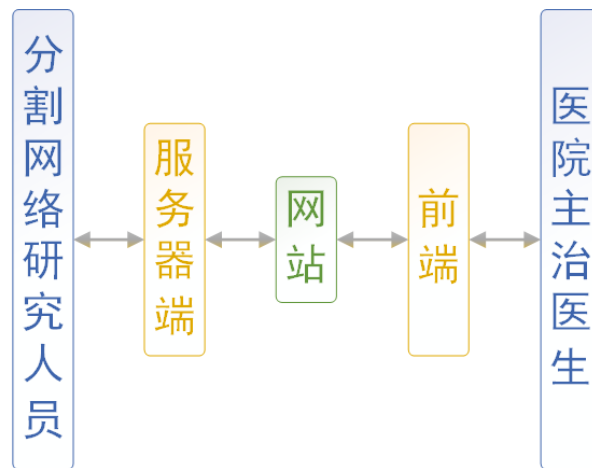 分割网络研究人员
服务器端
网站
前端
医院主治医生